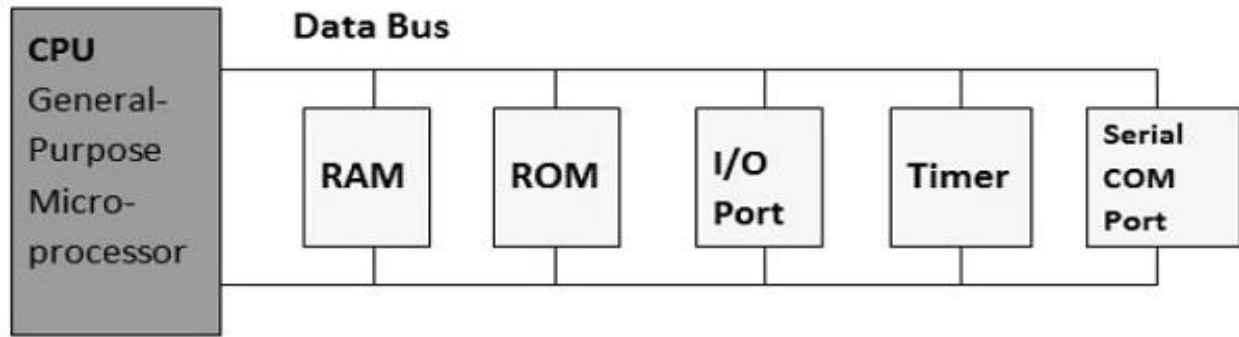 CPU
General-
Purpose
Micro-
processor
Data Bus
RAM
ROM
I/O
Port
Timer
Serial
COM
Port